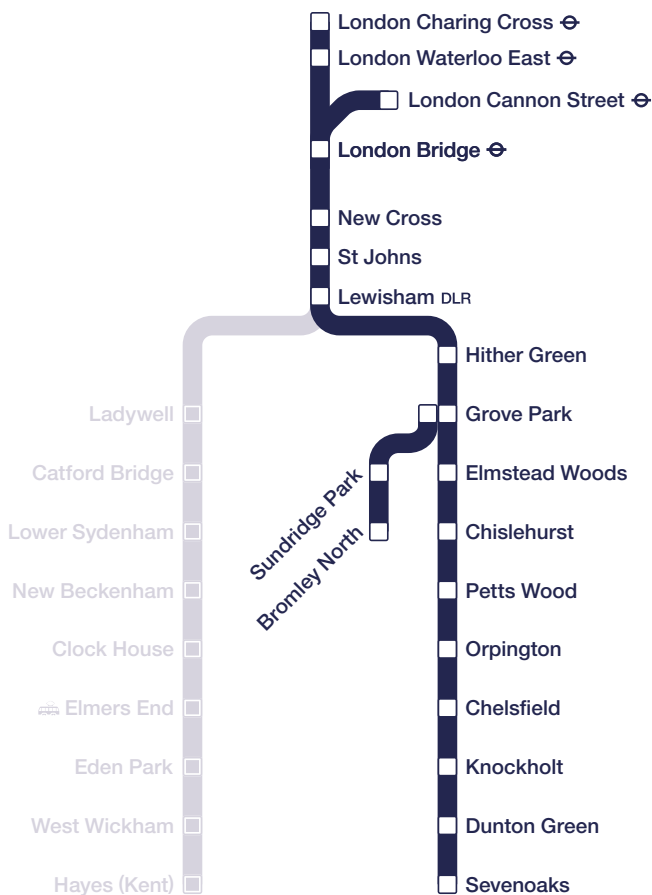 London Charing Cross
London Waterloo East
London Cannon Street
London Bridge
New Cross
St Johns
Lewisham DLR
Hither Green
Ladywell
Grove Park
Catford Bridge
Sundridge Park
Elmstead Woods
Lower Sydenham
Bromley North
Chislehurst
New Beckenham
Petts Wood
Clock House
Orpington
Elmers End
Chelsfield
Eden Park
Knockholt
West Wickham
Dunton Green
Hayes (Kent)
Sevenoaks